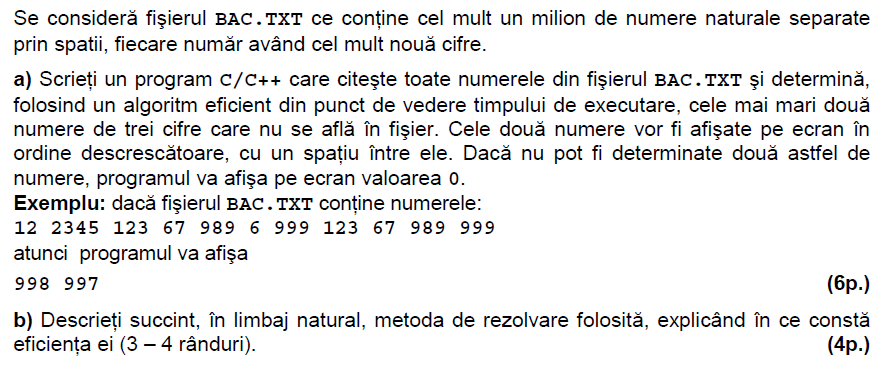 Se consideră fişierul BAC.TXT ce conţine cel mult un milion de numere naturale separate
prin spatii, fiecare număr având cel mult nouă cifre.
a) Scrieţi un program C/C++ care citeşte toate numerele din fişierul BAC.TXT şi determină,
folosind un algoritm eficient din punct de vedere timpului de executare, cele mai mari două
numere de trei cifre care nu se află în fişier. Cele două numere vor fi afişate pe ecran în
ordine descrescătoare, cu un spaţiu între ele. Dacă nu pot fi determinate două astfel de
numere, programul va afişa pe ecran valoarea 0.
Exemplu: dacă fişierul BAC.TXT conţine numerele:
12 2345 123 67 989 6 999 123 67 989 999
atunci programul va afişa
998 997 (6p.)
b) Descrieţi succint, în limbaj natural, metoda de rezolvare folosită, explicând în ce constă
eficienţa ei (3 – 4 rânduri). (4p.)